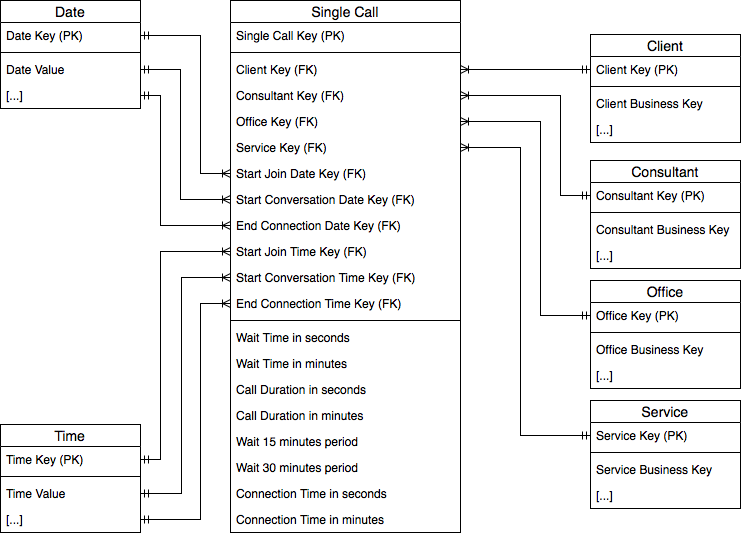 Date
Date Key (PK)
Date Value
[...]
Single Call
Single Call Key (PK)
Client Key (FK)
Consultant Key (FK)
Office Key (FK)
Service Key (FK)
Start Join Date Key (FK)
Start Conversation Date Key (FK)
End Connection Date Key (FK)
Start Join Time Key (FK)
Start Conversation Time Key (FK)
End Connection Time Key (FK)
Wait Time in seconds
Wait Time in minutes
Call Duration in seconds
Call Duration in minutes
Wait 15 minutes period
Wait 30 minutes period
Connection Time in seconds
Connection Time in minutes
Client
Client Key (PK)
Client Business Key
[...]
Consultant
Consultant Key (PK)
Consultant Business Key
[...]
Office
Office Key (PK)
Office Business Key
[...]
Service
Service Key (PK)
Service Business Key
[...]
Time
Time Key (PK)
Time Value
[...]